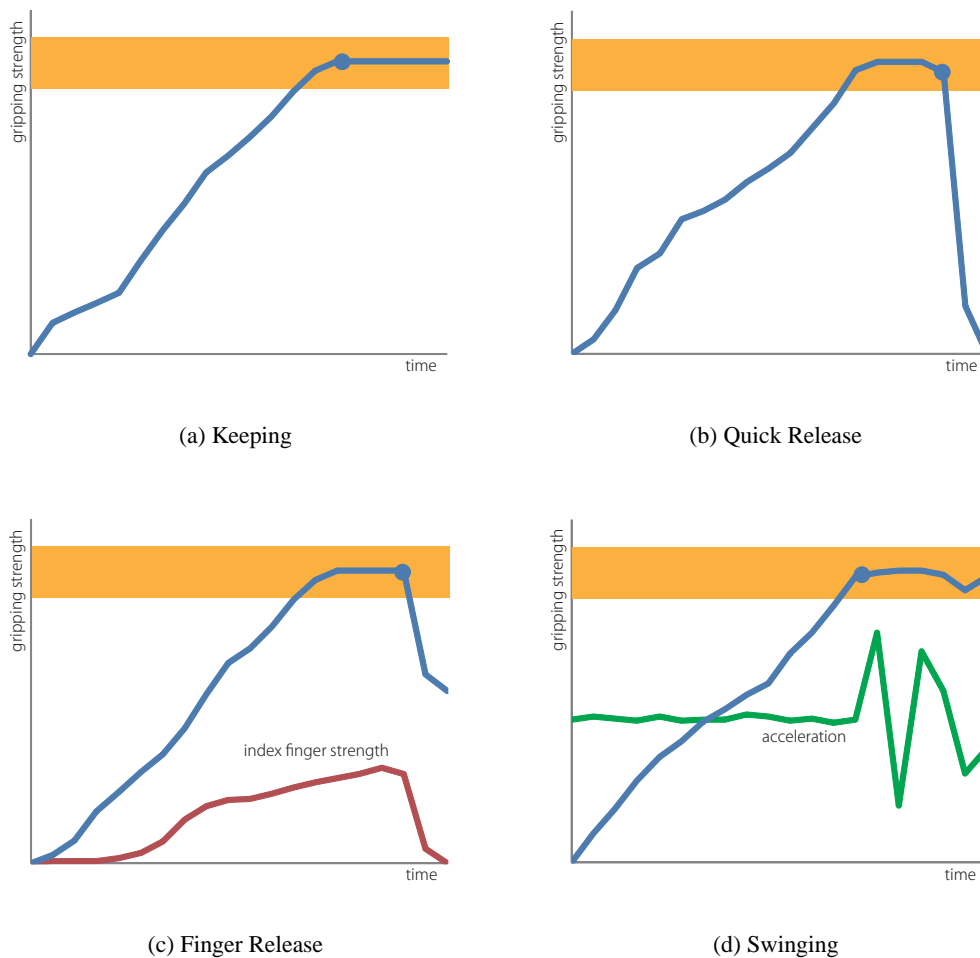 gripping strength
time
(a) Keeping
gripping strength
time
(b) Quick Release
gripping strength
index finger strength
time
(c) Finger Release
gripping strength
acceleration
time
(d) Swinging